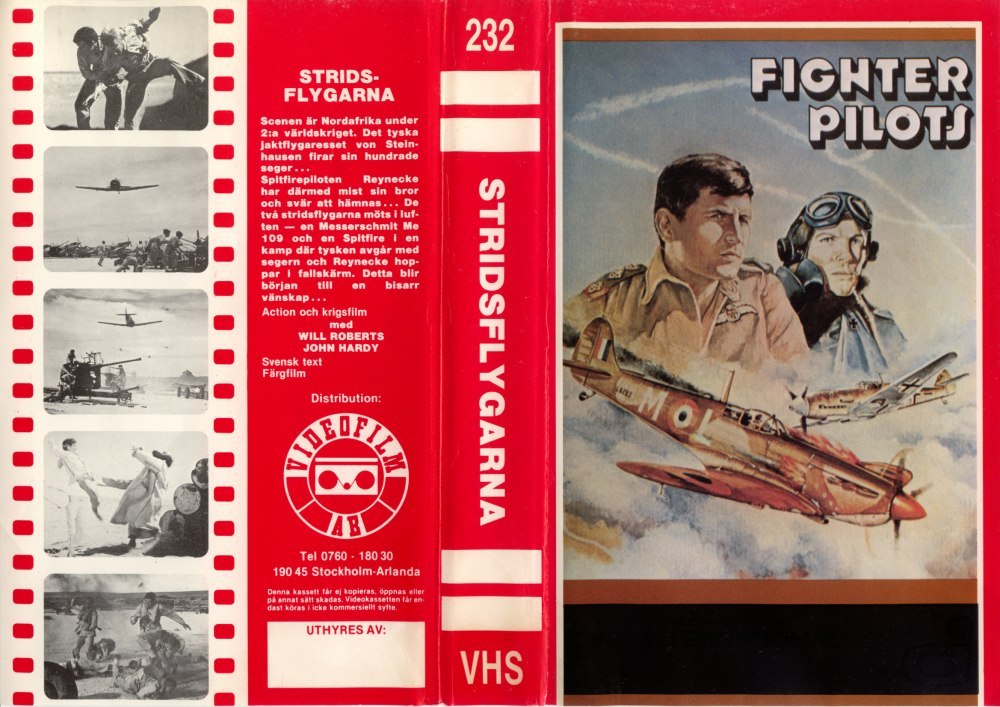 STRIDS-
FLYGARNA
Scenen är Nordafrika under
2:a världskriget. Det tyska
jaktflygaresset von Stein-
hausen firar sin hundrade
seger...
Spitfirepiloten Reynecke
har därmed mist sin bror
och svär att hämnas... De
två stridsflygarna möts i luf-
ten — en Messerschmit Me
109 och en Spitfire i en
kamp där tysken avgår med
segern och Reynecke hop-
par i fallskärm. Detta blir
början till en bisarr
vänskap...
Action och krigsfilm
med
WILL ROBERTS
JOHN HARDY
Svensk text
Färgfilm
Distribution:
VIDEOFILM
AB
Tel 0760 - 180 30
190 45 Stockholm-Arlanda
Denna kassett får ej kopieras, öppnas eller
på annat sätt skadas. Videokassetten får en-
dast köras i icke kommersiellt syfte.
UTHYRES AV:
232
STRIDSFLYGARNA
VHS
FIGHTER
PILOTS
M L